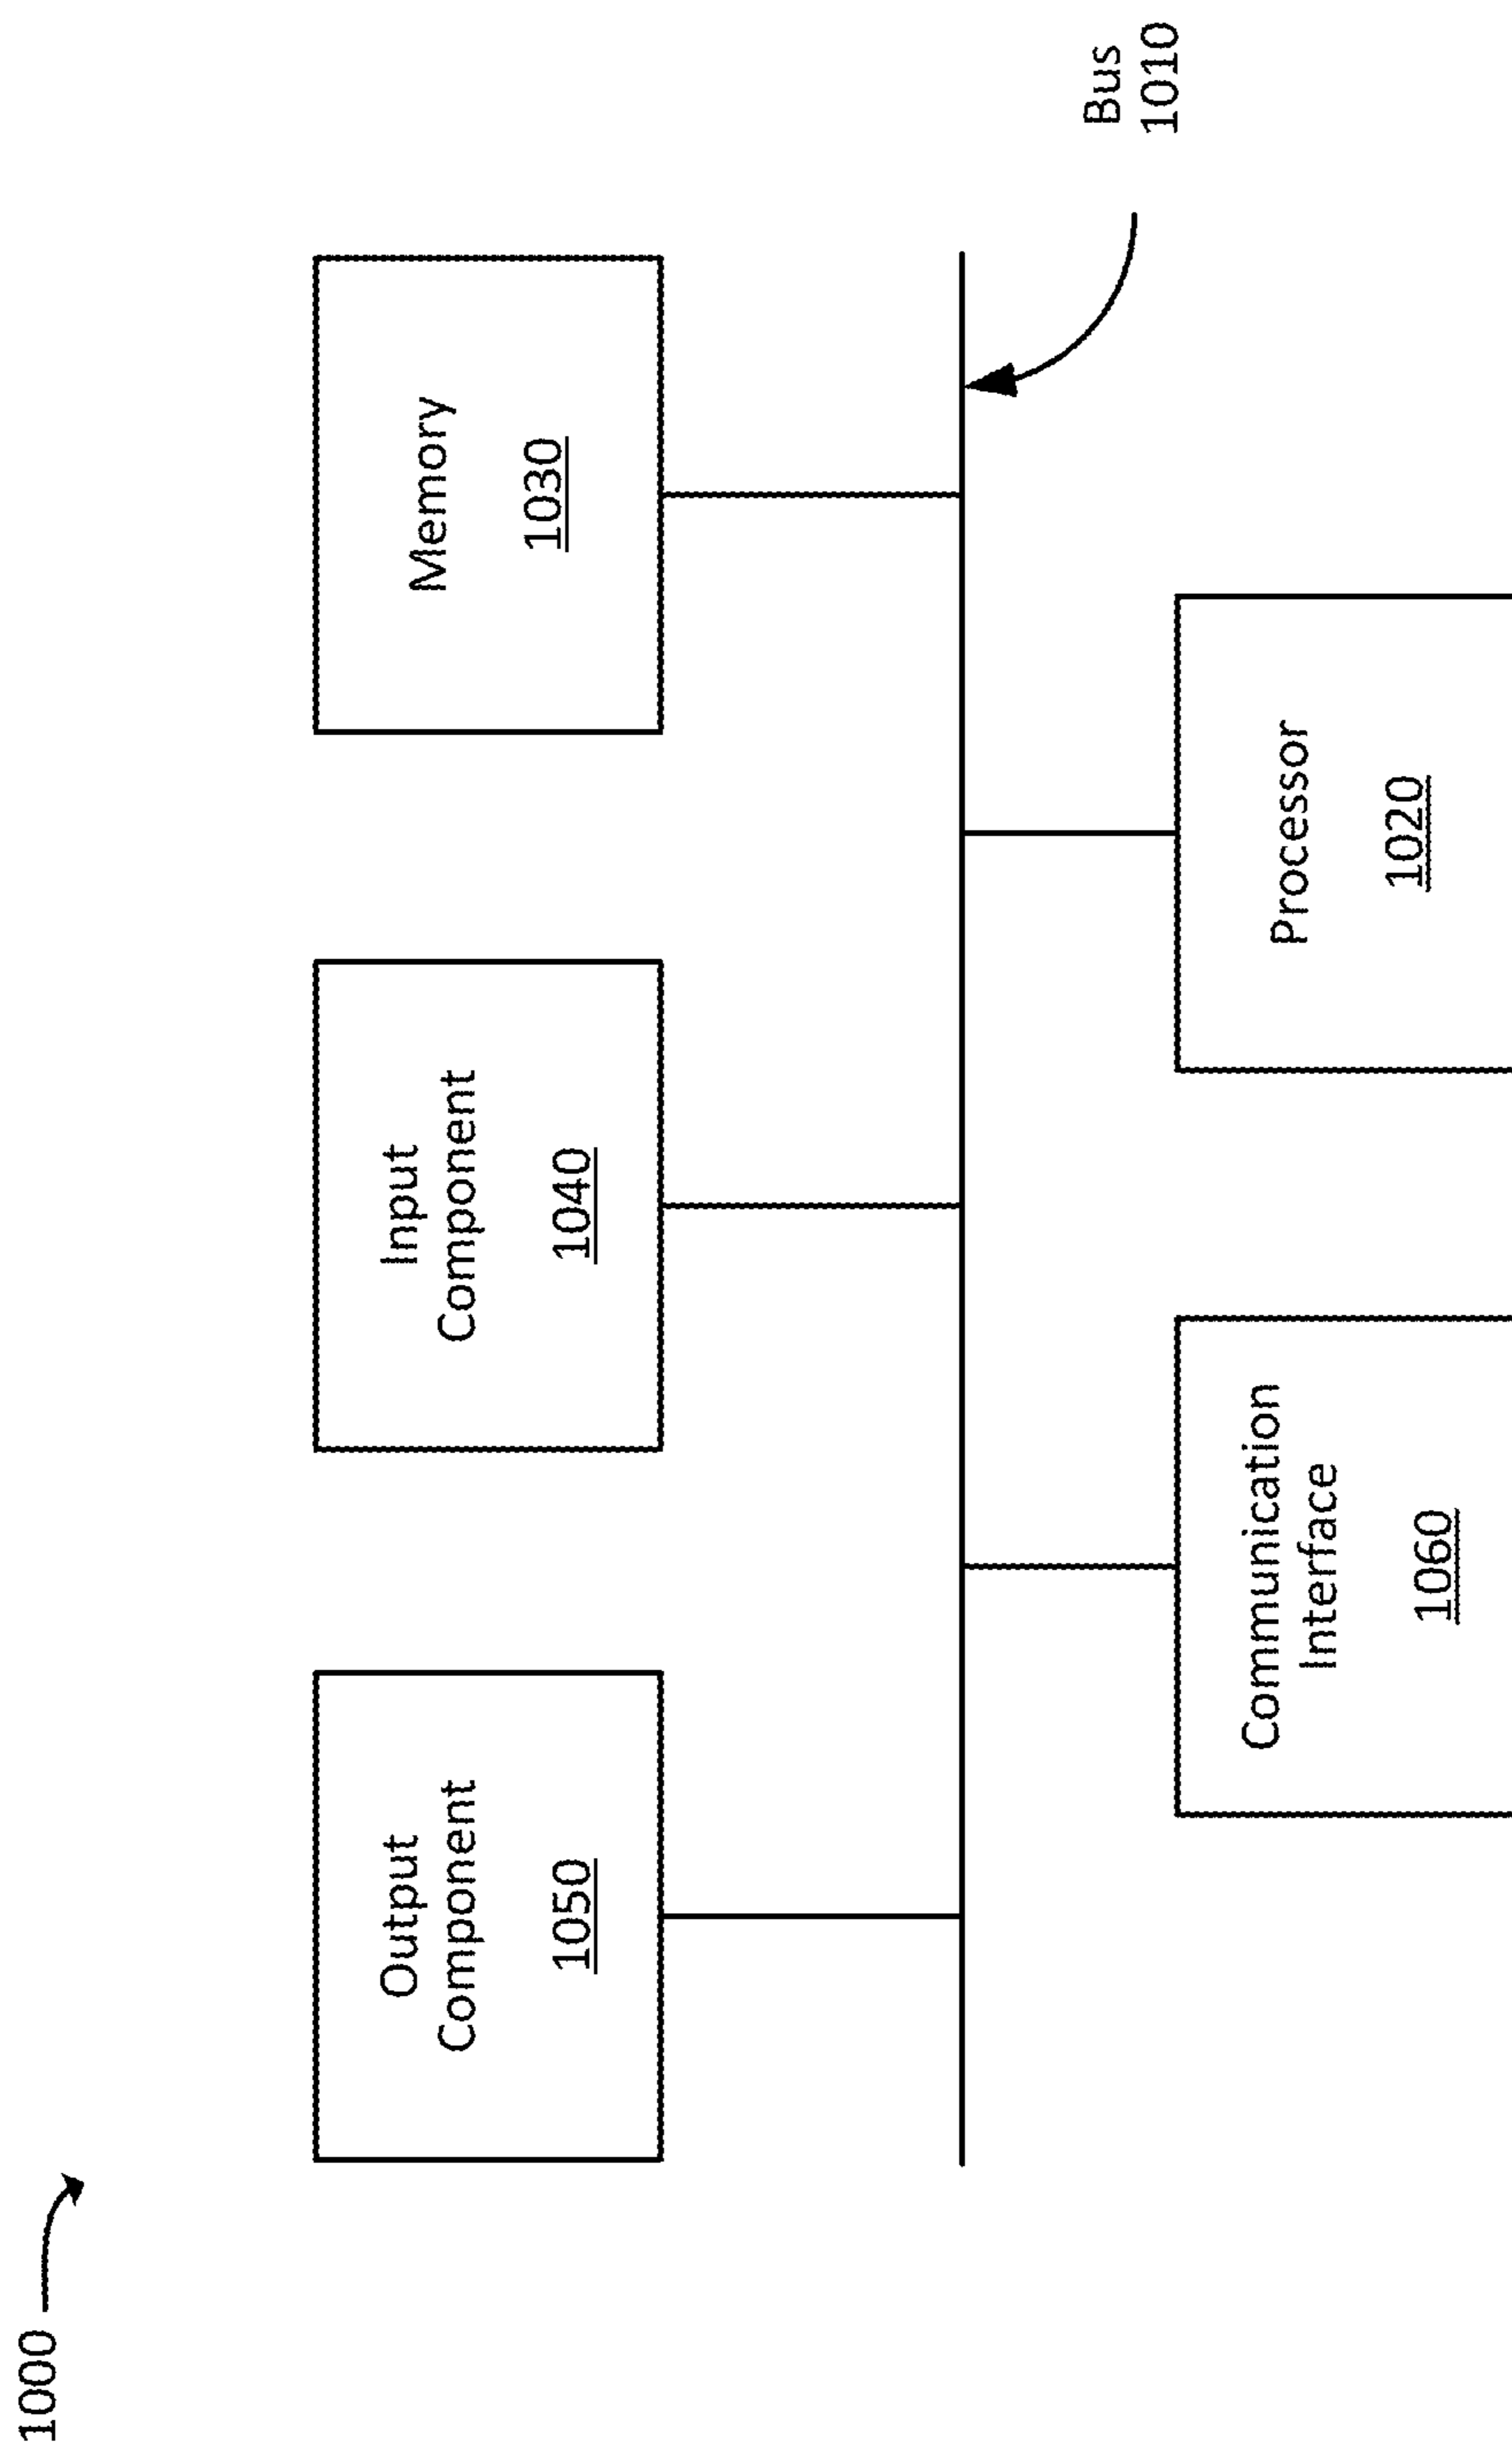 1000
Output
Component
1050
Input
Component
1040
Memory
1030
Bus
1010
Communication
Interface
1060
Processor
1020